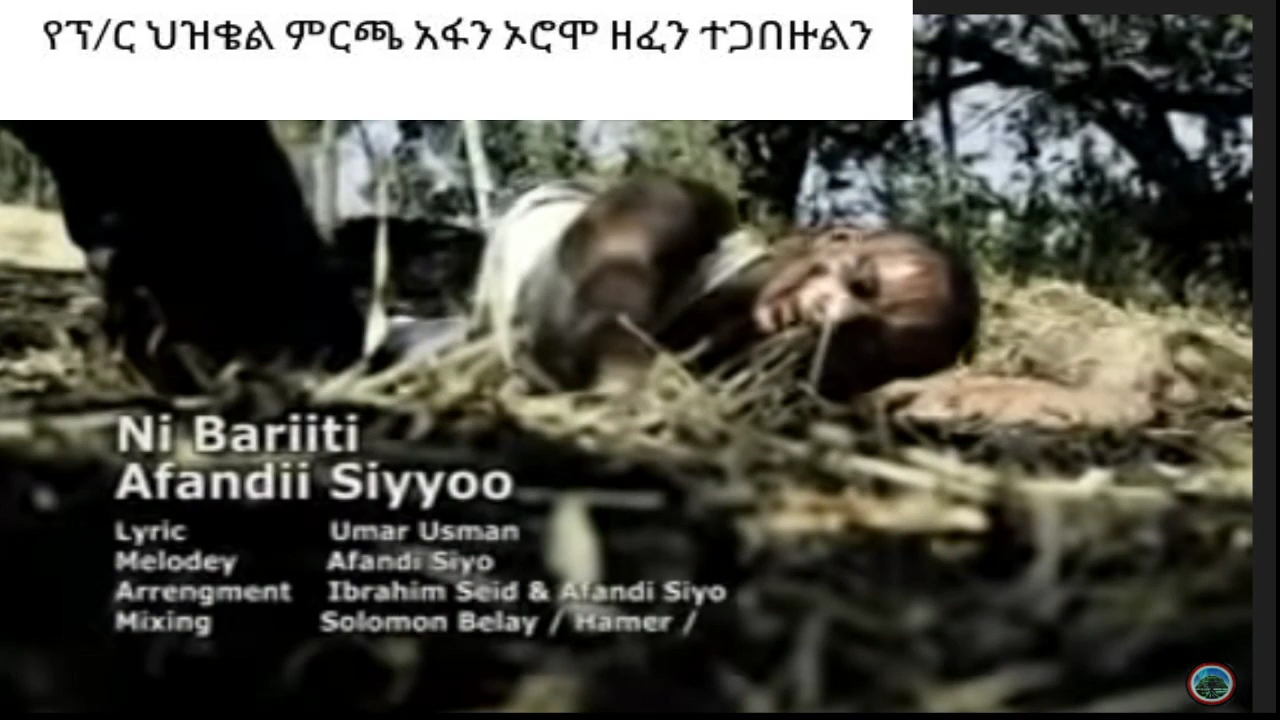 የፕ/ር ህዝቄል ምርጫ አፋን ኦሮሞ ዘፈን ተጋበዙልን
Ni Bariiti
Afandii Siyyoo
Lyric Umar Usman
Melodey Afandi Siyo
Arrengment Ibrahim Seid & Afandi Siyo
Mixing Solomon Belay / Hamer /